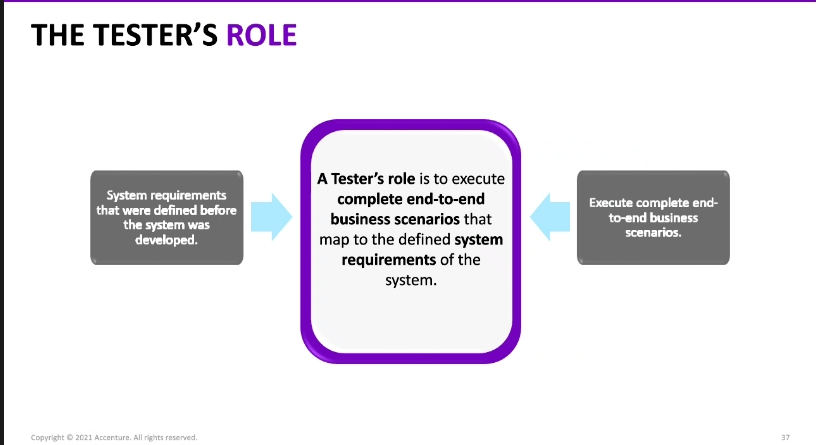 THE TESTER'S ROLE
System requirements
that were defined before
the system was
developed.
A Tester's role is to execute
complete end-to-end
business scenarios that
map to the defined system
requirements of the
system.
Execute complete end-
to-end business
scenarios.
Copyright © 2021 Accenture. All rights reserved.
37